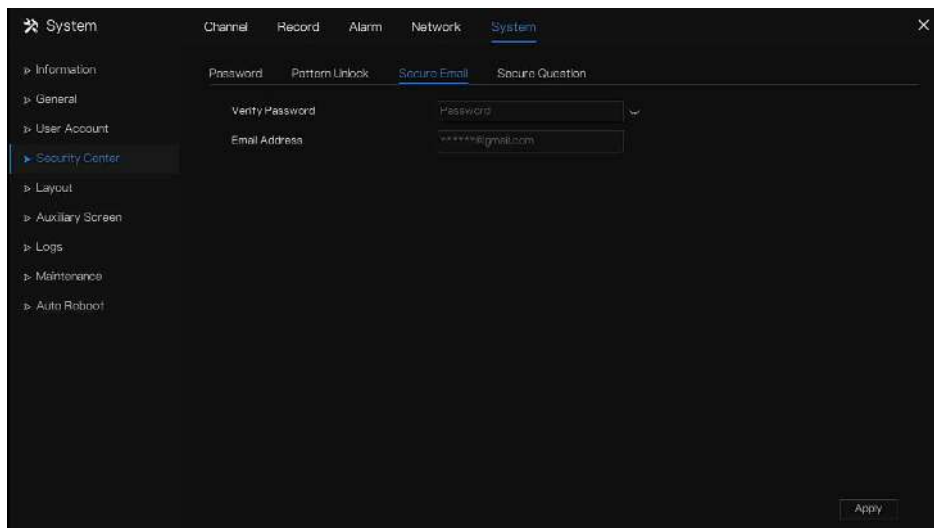 System
Channel Record Alarm Network System
Information
General
User Account
Security Center
Layout
Auxiliary Screen
Logs
Maintenance
Auto Reboot
Password Pattern Unlock Secure Email Secure Question
Verify Password Password
Email Address ******@gmail.com
Apply